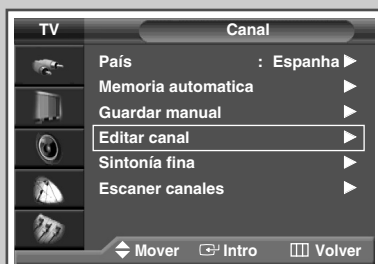 TV Canal
País : Espanha
Memoria automatica
Guardar manual
Editar canal
Sintonía fina
Escaner canales
Mover Intro Volver